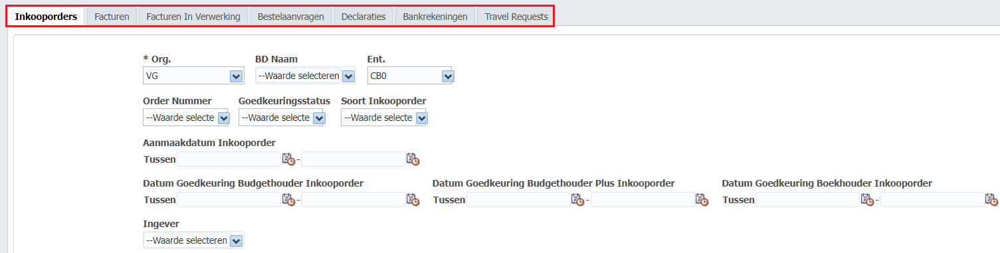 Inkooporders Facturen Facturen In Verwerking Bestelaanvragen Declaraties Bankrekeningen Travel Requests
* Org. BD Naam Ent.
VG --Waarde selecteren CB0
Order Nummer Goedkeuringsstatus Soort Inkooporder
--Waarde selecte --Waarde selecte --Waarde selecte
Aanmaakdatum Inkooporder
Tussen -
Datum Goedkeuring Budgethouder Inkooporder Datum Goedkeuring Budgethouder Plus Inkooporder Datum Goedkeuring Boekhouder Inkooporder
Tussen - Tussen - Tussen -
Ingever
--Waarde selecteren